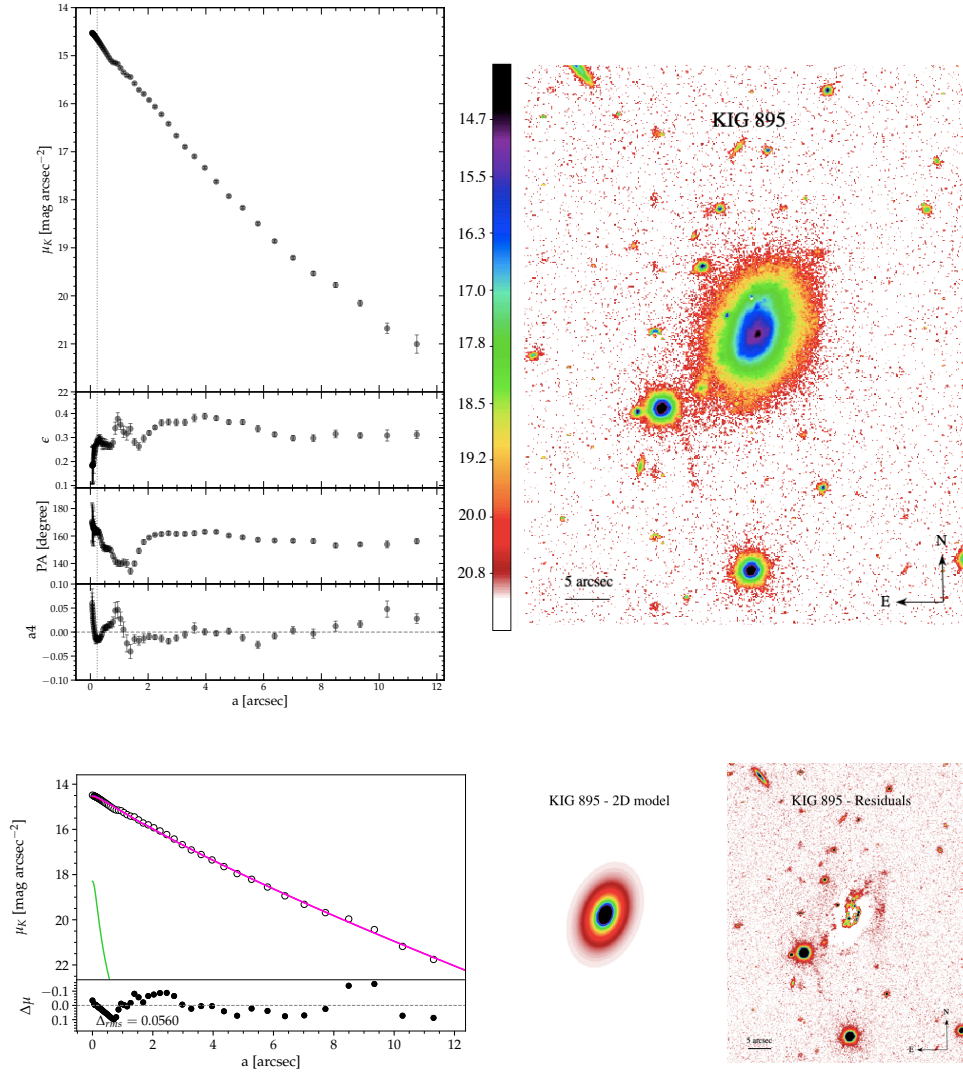 14
15
16
17
18
19
20
21
22
μ_K [mag arcsec⁻²]
0.4
0.3
0.2
0.1
ϵ
180
160
140
PA [degree]
0.10
0.05
0.00
−0.05
−0.10
a4
0 2 4 6 8 10 12
a [arcsec]
14.7
15.5
16.3
17.0
17.8
18.5
19.2
20.0
20.8
KIG 895
5 arcsec
N
E
14
16
18
20
22
μ_K [mag arcsec⁻²]
−0.1
0.0
0.1
Δμ
Δ_rms = 0.0560
0 2 4 6 8 10 12
a [arcsec]
KIG 895 - 2D model
KIG 895 - Residuals
5 arcsec
N
E